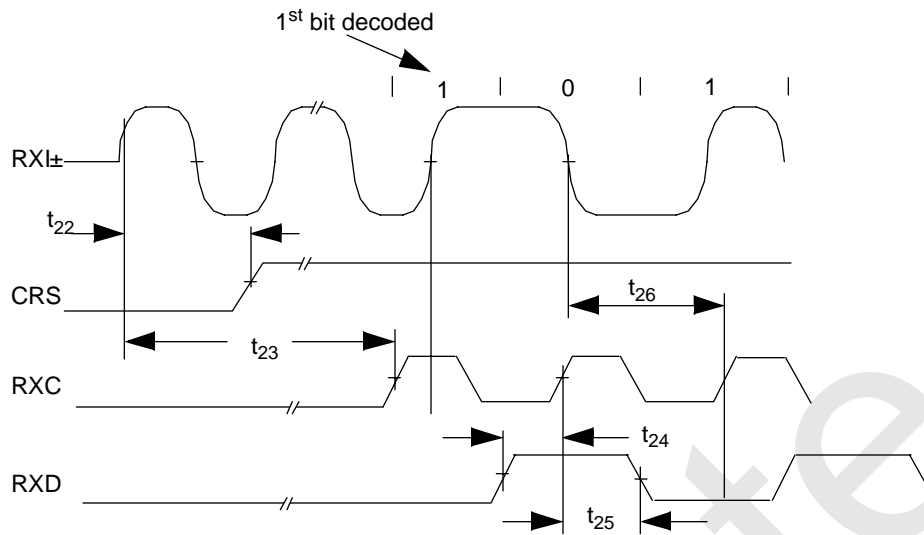 1st bit decoded
| 1 | 0 | 1 |
RXI±
t22
CRS
t26
t23
RXC
t24
RXD
t25